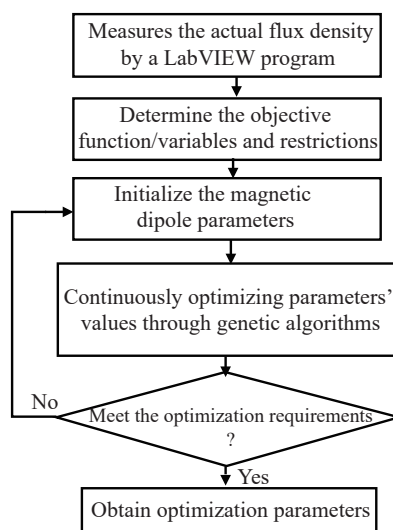 Measures the actual flux density
by a LabVIEW program
Determine the objective
function/variables and restrictions
Initialize the magnetic
dipole parameters
Continuously optimizing parameters’
values through genetic algorithms
No
Meet the optimization requirements
?
Yes
Obtain optimization parameters